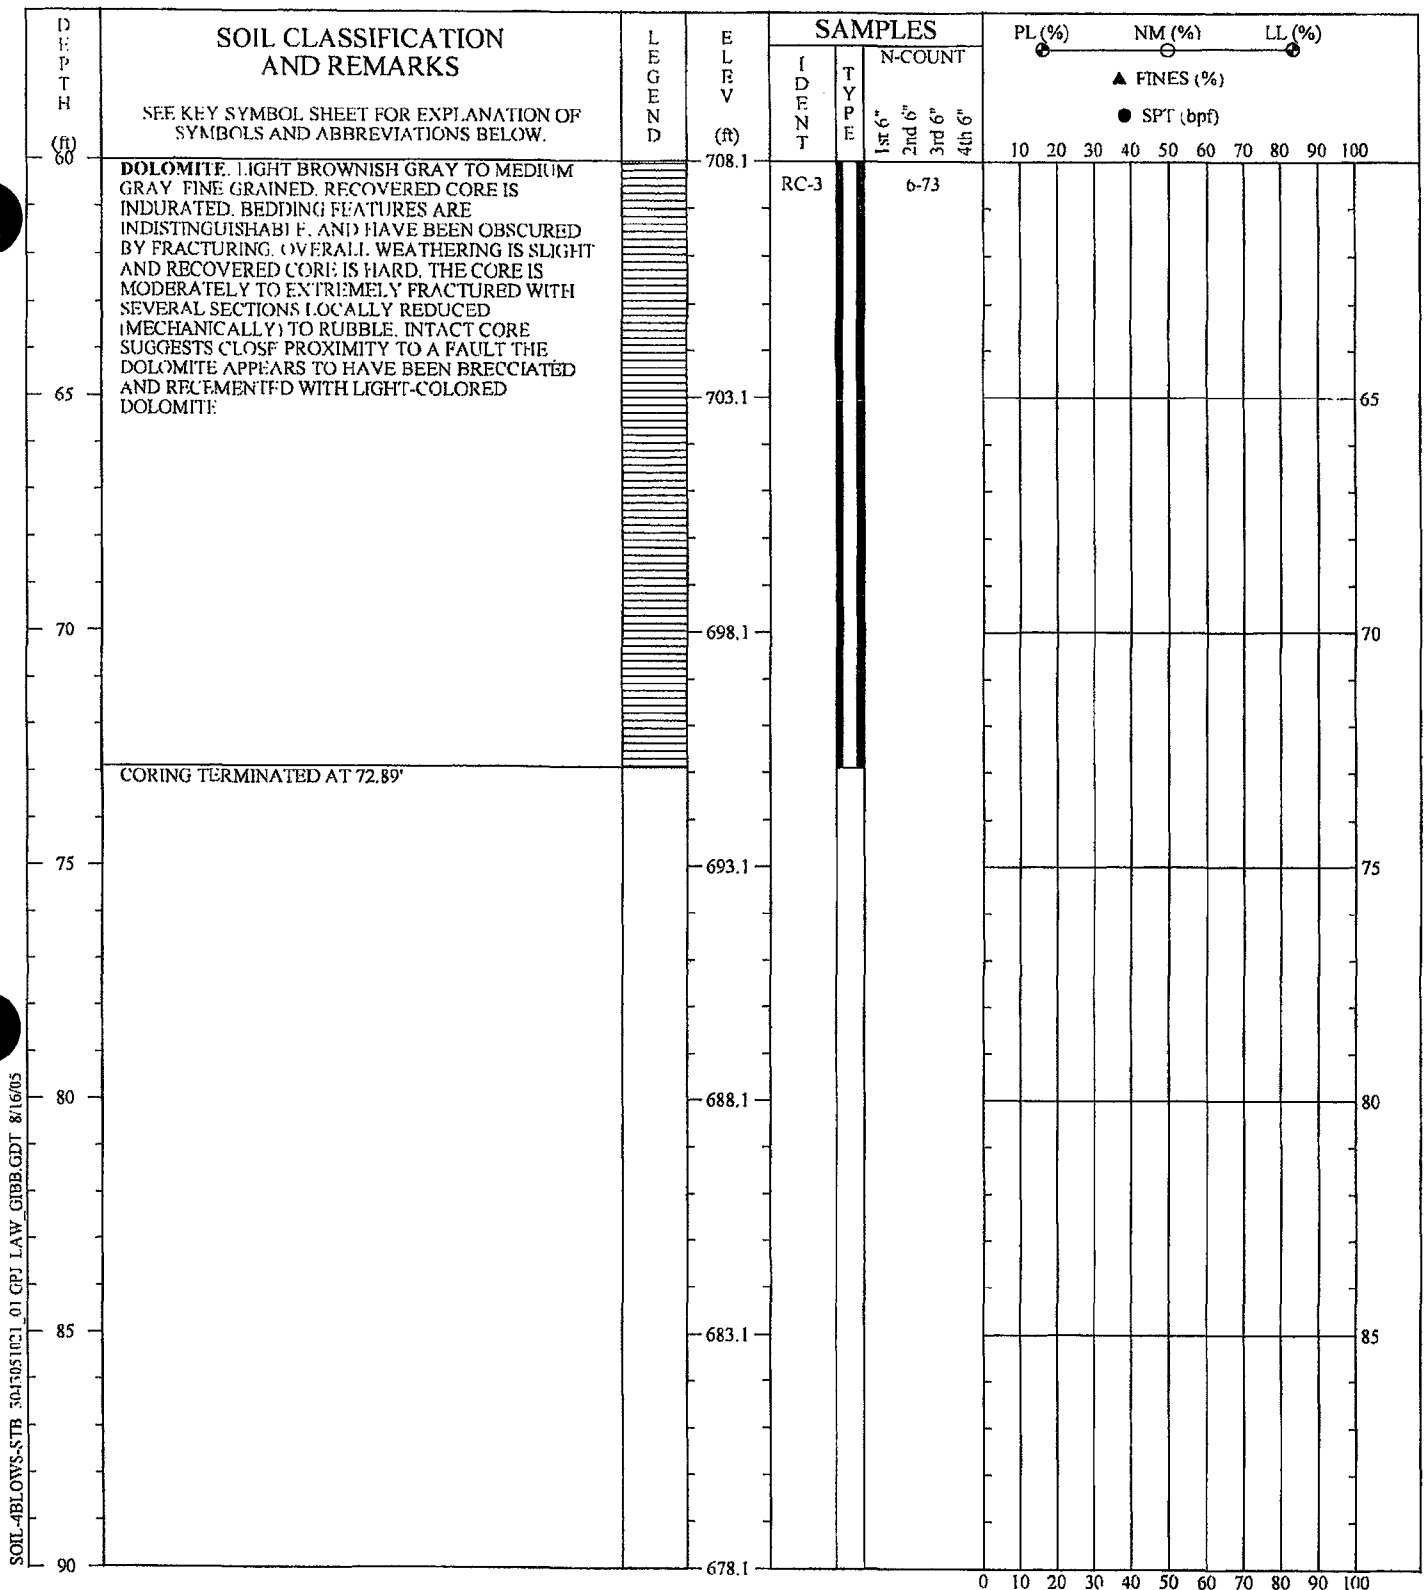 DEPTH
(ft)
SOIL CLASSIFICATION
AND REMARKS
SEE KEY SYMBOL SHEET FOR EXPLANATION OF
SYMBOLS AND ABBREVIATIONS BELOW.
LEGEND
ELEV
(ft)
SAMPLES
IDENT
TYPE
N-COUNT
1st 6"
2nd 6"
3rd 6"
4th 6"
PL (%) NM (%) LL (%)
▲ FINES (%)
● SPT (bpf)
10 20 30 40 50 60 70 80 90 100
60
DOLOMITE. LIGHT BROWNISH GRAY TO MEDIUM
GRAY FINE GRAINED. RECOVERED CORE IS
INDURATED. BEDDING FEATURES ARE
INDISTINGUISHABLE, AND HAVE BEEN OBSCURED
BY FRACTURING. OVERALL WEATHERING IS SLIGHT
AND RECOVERED CORE IS HARD. THE CORE IS
MODERATELY TO EXTREMELY FRACTURED WITH
SEVERAL SECTIONS LOCALLY REDUCED
(MECHANICALLY) TO RUBBLE. INTACT CORE
SUGGESTS CLOSE PROXIMITY TO A FAULT THE
DOLOMITE APPEARS TO HAVE BEEN BRECCIATED
AND RECEMENTED WITH LIGHT-COLORED
DOLOMITE
708.1
RC-3
6-73
65
703.1
65
70
698.1
70
CORING TERMINATED AT 72.89'
75
693.1
75
80
688.1
80
85
683.1
85
90
678.1
0 10 20 30 40 50 60 70 80 90 100
SOIL-4BLOWS-STB 3043051021_01 GPJ LAW_GIBB.GDT 8/16/05